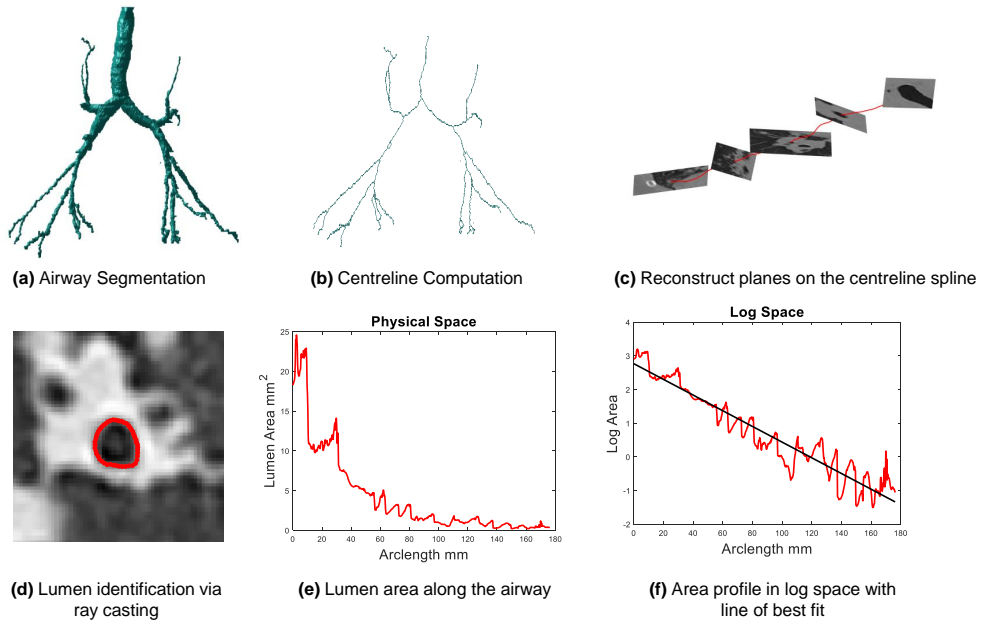 (a) Airway Segmentation
(b) Centreline Computation
(c) Reconstruct planes on the centreline spline
(d) Lumen identification via
ray casting
Physical Space
Lumen Area mm²
25
20
15
10
5
0
0 20 40 60 80 100 120 140 160 180
Arclength mm
(e) Lumen area along the airway
Log Space
Log Area
4
3
2
1
0
-1
-2
0 20 40 60 80 100 120 140 160 180
Arclength mm
(f) Area profile in log space with
line of best fit